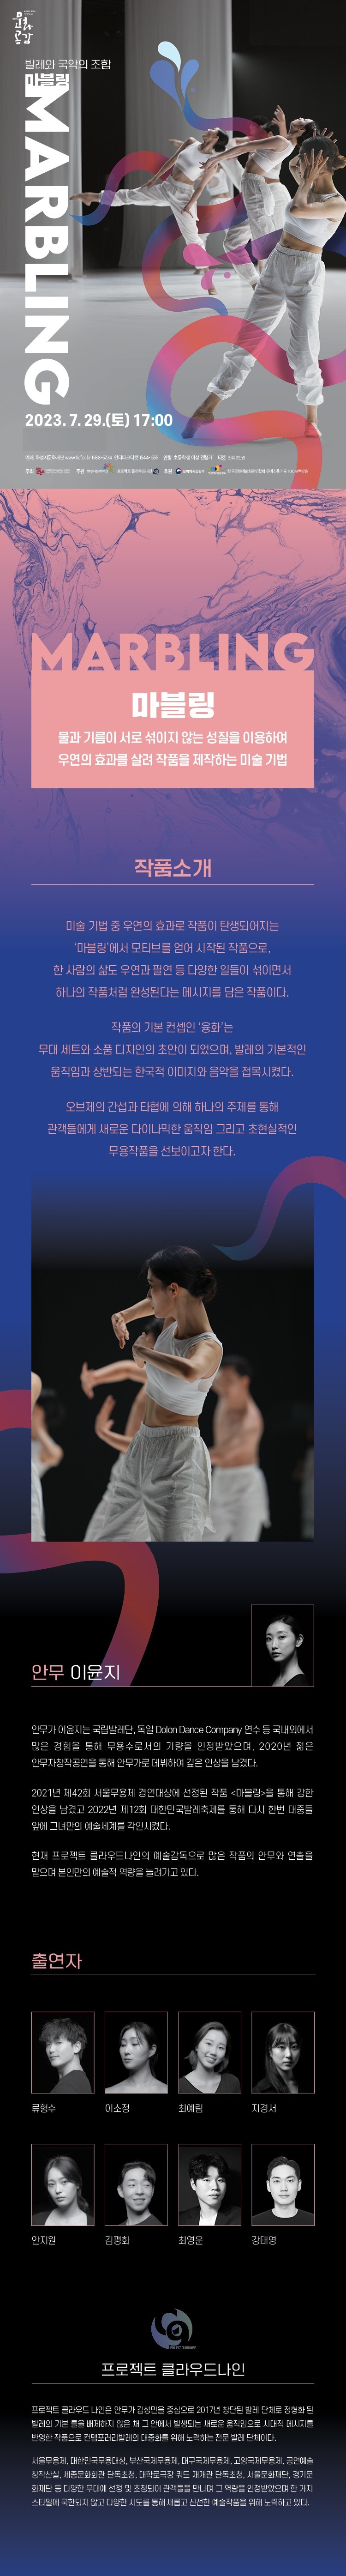 문화공감
발레와 국악의 조합
마블링
MARBLING
2023. 7. 29.(토) 17:00
주최
주관
후원
MARBLING
마블링
물과 기름이 서로 섞이지 않는 성질을 이용하여
우연의 효과를 살려 작품을 제작하는 미술 기법
작품소개
미술 기법 중 우연의 효과로 작품이 탄생되어지는
‘마블링’에서 모티브를 얻어 시작된 작품으로,
한 사람의 삶도 우연과 필연 등 다양한 일들이 섞이면서
하나의 작품처럼 완성된다는 메시지를 담은 작품이다.
작품의 기본 컨셉인 ‘융화’는
무대 세트와 소품 디자인의 초안이 되었으며, 발레의 기본적인
움직임과 상반되는 한국적 이미지와 음악을 접목시켰다.
오브제의 간섭과 타협에 의해 하나의 주제를 통해
관객들에게 새로운 다이나믹한 움직임 그리고 초현실적인
무용작품을 선보이고자 한다.
안무 이윤지
안무가 이윤지는 국립발레단, 독일 Dolon Dance Company 연수 등 국내외에서
많은 경험을 통해 무용수로서의 기량을 인정받았으며, 2020년 젊은
안무자창작공연을 통해 안무가로 데뷔하여 깊은 인상을 남겼다.
2021년 제42회 서울무용제 경연대상에 선정된 작품 <마블링>을 통해 강한
인상을 남겼고 2022년 제12회 대한민국발레축제를 통해 다시 한번 대중들
앞에 그녀만의 예술세계를 각인시켰다.
현재 프로젝트 클라우드나인의 예술감독으로 많은 작품의 안무와 연출을
맡으며 본인만의 예술적 역량을 늘려가고 있다.
출연자
류형수 이소정 최예림 지경서
안지원 김평화 최영운 강태영
프로젝트 클라우드나인
프로젝트 클라우드 나인은 안무가 김성민을 중심으로 2017년 창단된 발레 단체로 정형화 된
발레의 기본 틀을 배제하지 않은 채 그 안에서 발생되는 새로운 움직임으로 시대적 메시지를
반영한 작품으로 컨템포러리발레의 대중화를 위해 노력하는 전문 발레 단체이다.
서울무용제, 대한민국무용대상, 부산국제무용제, 대구국제무용제, 고양국제무용제, 공연예술
창작산실, 세종문화회관 단독초청, 대학로극장 쿼드 재개관 단독초청, 서울문화재단, 경기문
화재단 등 다양한 무대에 선정 및 초청되어 관객들을 만나며 그 역량을 인정받았으며 한 가지
스타일에 국한되지 않고 다양한 시도를 통해 새롭고 신선한 예술작품을 위해 노력하고 있다.